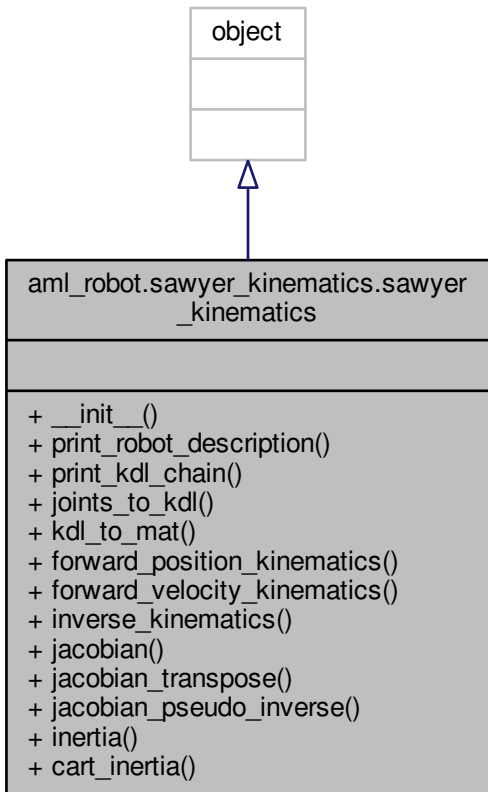 object
aml_robot.sawyer_kinematics.sawyer
_kinematics
+ __init__()
+ print_robot_description()
+ print_kdl_chain()
+ joints_to_kdl()
+ kdl_to_mat()
+ forward_position_kinematics()
+ forward_velocity_kinematics()
+ inverse_kinematics()
+ jacobian()
+ jacobian_transpose()
+ jacobian_pseudo_inverse()
+ inertia()
+ cart_inertia()